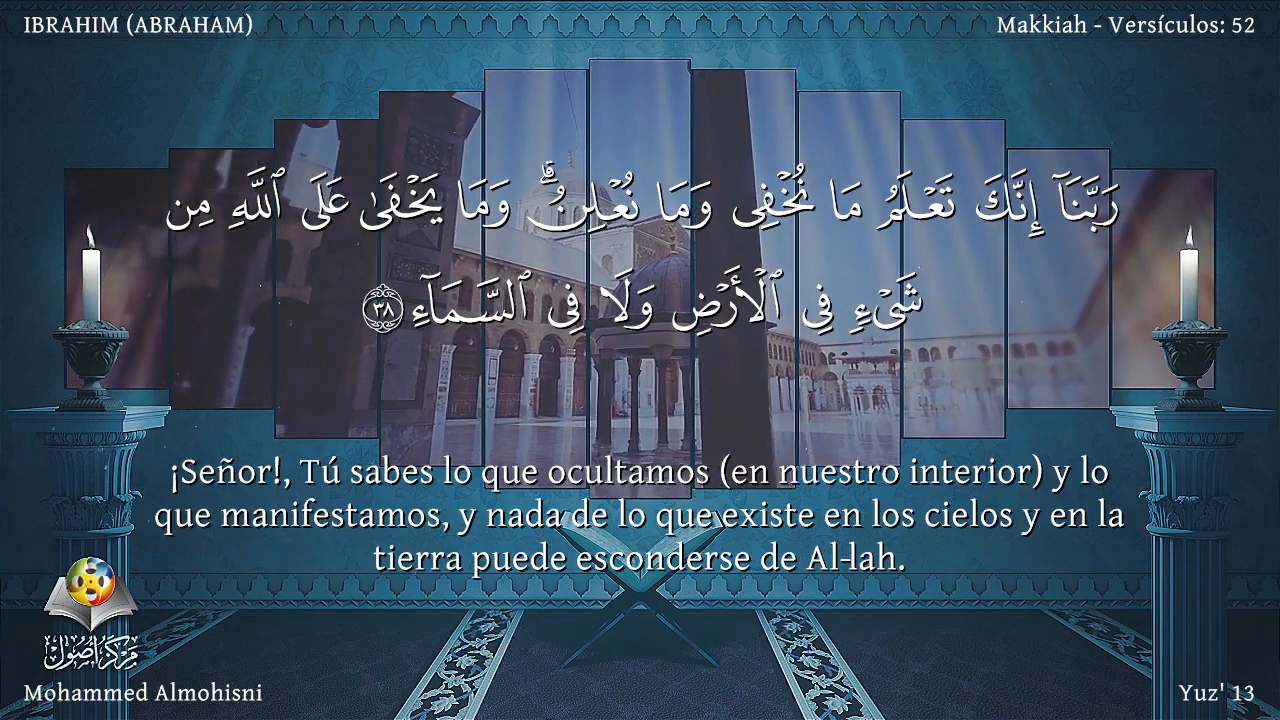 IBRAHIM (ABRAHAM)
Makkiah - Versículos: 52
رَبَّنَآ إِنَّكَ تَعْلَمُ مَا نُخْفِى وَمَا نُعْلِنُ ۗ وَمَا يَخْفَىٰ عَلَى ٱللَّهِ مِن
شَىْءٍ فِى ٱلْأَرْضِ وَلَا فِى ٱلسَّمَآءِ ٣٨
¡Señor!, Tú sabes lo que ocultamos (en nuestro interior) y lo
que manifestamos, y nada de lo que existe en los cielos y en la
tierra puede esconderse de Al-lah.
مركز أصول
Mohammed Almohisni
Yuz' 13